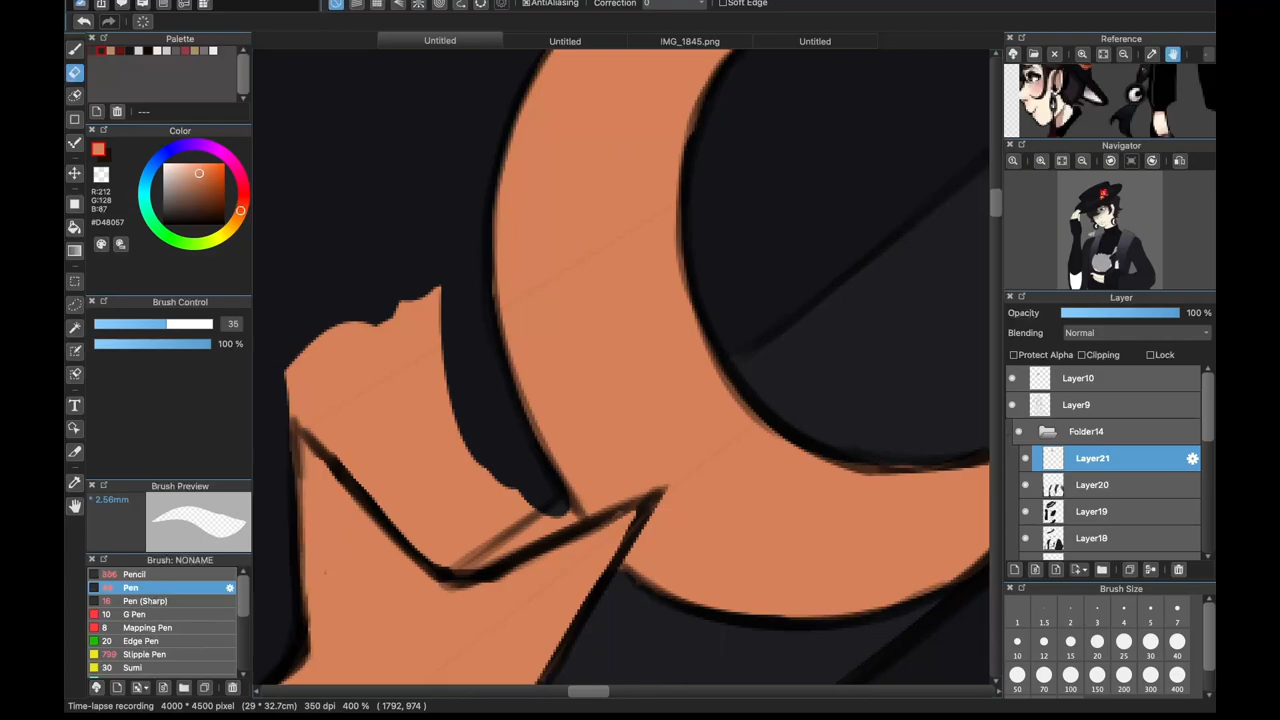 AntiAliasing Correction 0 Soft Edge
Palette
Untitled
Untitled
IMG_1845.png
Untitled
Reference
---
Color
R:212
G:128
B:87
#D48057
Navigator
Brush Control
35
100 %
Layer
Opacity 100 %
Blending Normal
Protect Alpha Clipping Lock
Layer10
Layer9
Folder14
Layer21
Layer20
Layer19
Layer18
Brush Preview
* 2.56mm
Brush: NONAME
386 Pencil
Pen
16 Pen (Sharp)
10 G Pen
8 Mapping Pen
20 Edge Pen
799 Stipple Pen
30 Sumi
Brush Size
1 1.5 2 3 4 5 7
10 12 15 20 25 30 40
50 70 100 150 200 300 400
Time-lapse recording 4000 * 4500 pixel (29 * 32.7cm) 350 dpi 400 % ( 1792, 974 )